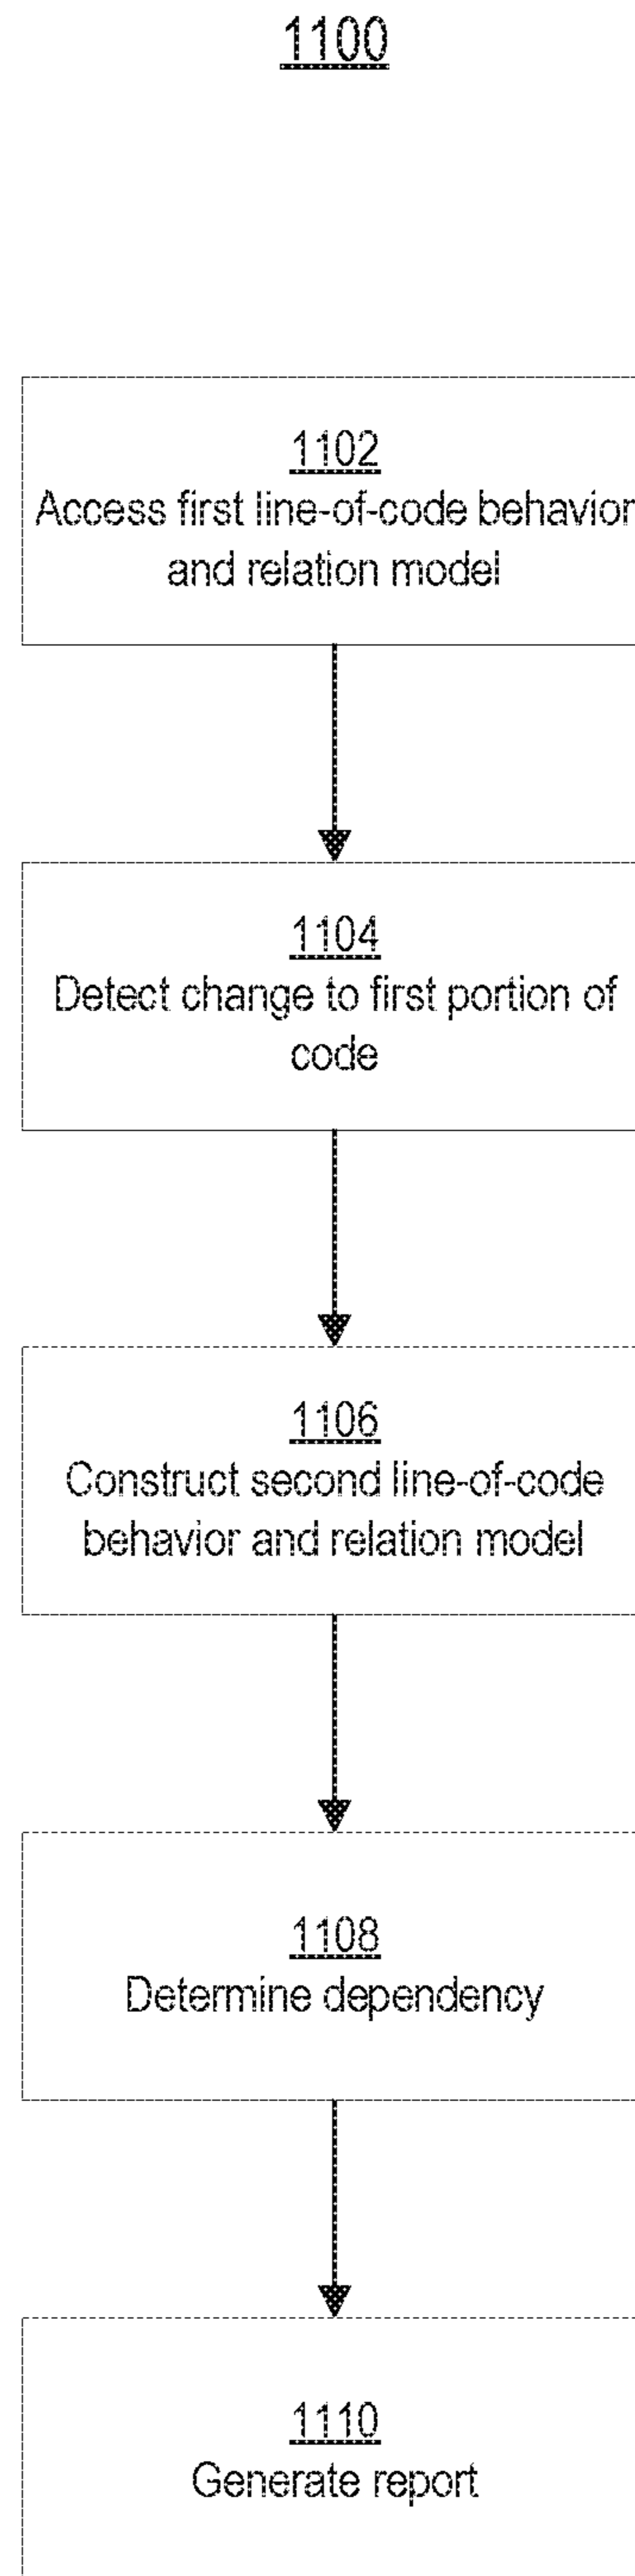 1100
1102
Access first line-of-code behavior
and relation model
1104
Detect change to first portion of
code
1106
Construct second line-of-code
behavior and relation model
1108
Determine dependency
1110
Generate report